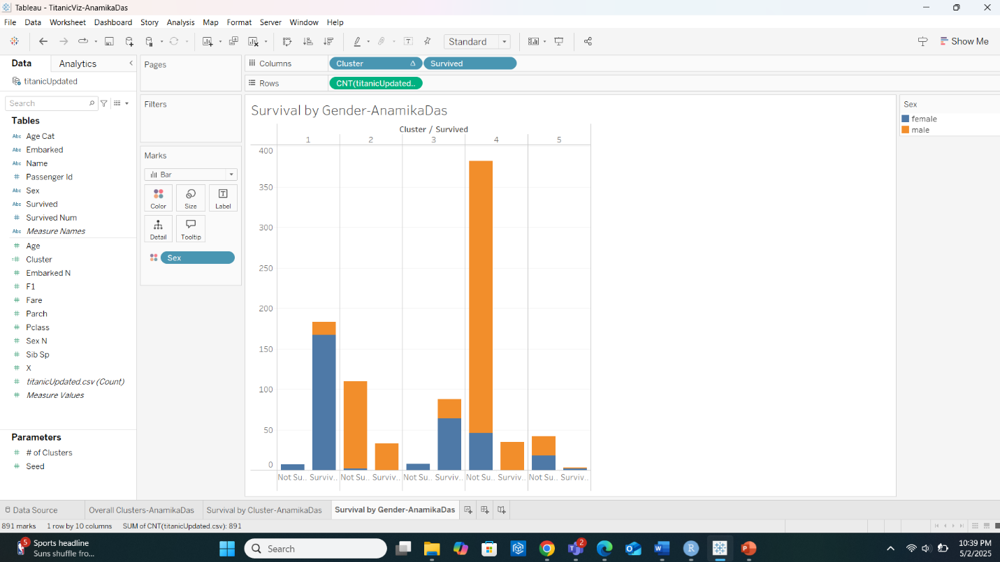 Tableau - TitanicViz-AnamikaDas
File Data Worksheet Dashboard Story Analysis Map Format Server Window Help
Standard
Show Me
Data Analytics
titanicUpdated
Search
Tables
Abc Age Cat
Abc Embarked
Abc Name
# Passenger Id
Abc Sex
Abc Survived
# Survived Num
Abc Measure Names
# Age
=# Cluster
# Embarked N
# F1
# Fare
# Parch
# Pclass
# Sex N
# Sib Sp
# X
# titanicUpdated.csv (Count)
# Measure Values
Parameters
# # of Clusters
# Seed
Pages
Filters
Marks
Bar
Color Size Label
Detail Tooltip
Sex
Columns Cluster Δ Survived
Rows CNT(titanicUpdated..
Survival by Gender-AnamikaDas
Cluster / Survived
1 2 3 4 5
400
350
300
250
200
150
100
50
0
Not Su.. Surviv.. Not Su.. Surviv.. Not Su.. Surviv.. Not Su.. Surviv.. Not Su.. Surviv..
Sex
female
male
Data Source Overall Clusters-AnamikaDas Survival by Cluster-AnamikaDas Survival by Gender-AnamikaDas
891 marks 1 row by 10 columns SUM of CNT(titanicUpdated.csv): 891
5
Sports headline
Suns shuffle fro...
Search
2
10:39 PM
5/2/2025